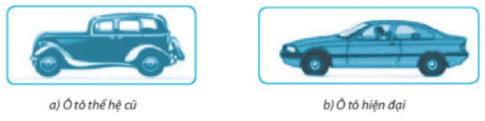 a) Ô tô thế hệ cũ
b) Ô tô hiện đại